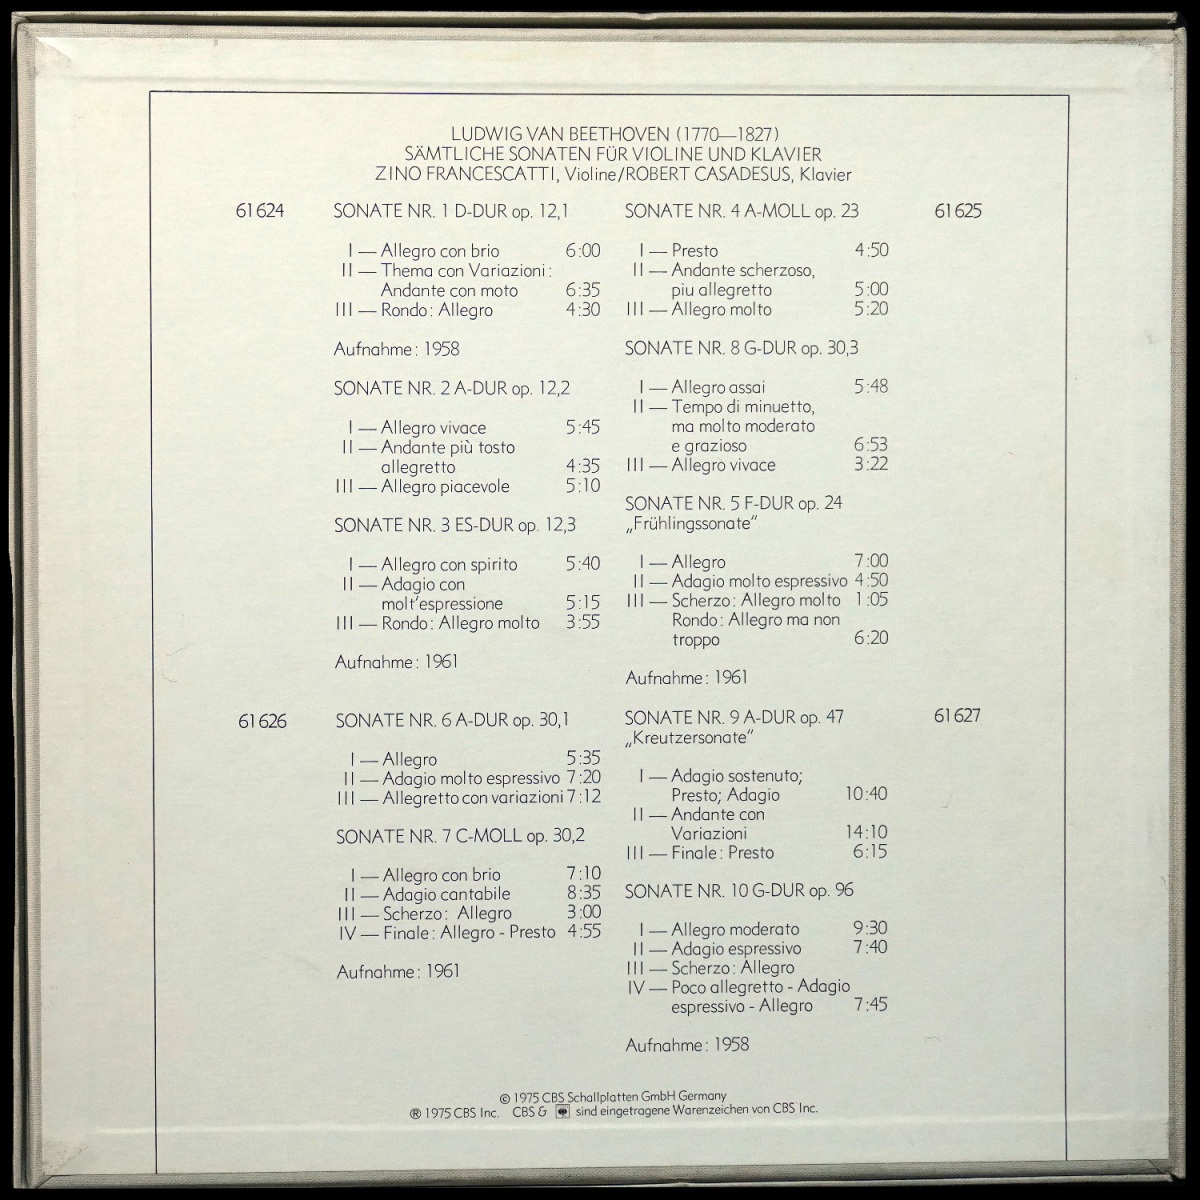 LUDWIG VAN BEETHOVEN (1770—1827)
SÄMTLICHE SONATEN FÜR VIOLINE UND KLAVIER
ZINO FRANCESCATTI, Violine/ROBERT CASADESUS, Klavier
61624
SONATE NR. 1 D-DUR op. 12,1
I — Allegro con brio 6:00
II — Thema con Variazioni:
Andante con moto 6:35
III — Rondo: Allegro 4:30
Aufnahme: 1958
SONATE NR. 2 A-DUR op. 12,2
I — Allegro vivace 5:45
II — Andante più tosto
allegretto 4:35
III — Allegro piacevole 5:10
SONATE NR. 3 ES-DUR op. 12,3
I — Allegro con spirito 5:40
II — Adagio con
molt'espressione 5:15
III — Rondo: Allegro molto 3:55
Aufnahme: 1961
SONATE NR. 4 A-MOLL op. 23
61625
I — Presto 4:50
II — Andante scherzoso,
piu allegretto 5:00
III — Allegro molto 5:20
SONATE NR. 8 G-DUR op. 30,3
I — Allegro assai 5:48
II — Tempo di minuetto,
ma molto moderato
e grazioso 6:53
III — Allegro vivace 3:22
SONATE NR. 5 F-DUR op. 24
„Frühlingssonate“
I — Allegro 7:00
II — Adagio molto espressivo 4:50
III — Scherzo: Allegro molto 1:05
Rondo: Allegro ma non
troppo 6:20
Aufnahme: 1961
61626
SONATE NR. 6 A-DUR op. 30,1
I — Allegro 5:35
II — Adagio molto espressivo 7:20
III — Allegretto con variazioni 7:12
SONATE NR. 7 C-MOLL op. 30,2
I — Allegro con brio 7:10
II — Adagio cantabile 8:35
III — Scherzo: Allegro 3:00
IV — Finale: Allegro - Presto 4:55
Aufnahme: 1961
SONATE NR. 9 A-DUR op. 47
61627
„Kreutzersonate“
I — Adagio sostenuto;
Presto; Adagio 10:40
II — Andante con
Variazioni 14:10
III — Finale: Presto 6:15
SONATE NR. 10 G-DUR op. 96
I — Allegro moderato 9:30
II — Adagio espressivo 7:40
III — Scherzo: Allegro
IV — Poco allegretto - Adagio
espressivo - Allegro 7:45
Aufnahme: 1958
© 1975 CBS Schallplatten GmbH Germany
® 1975 CBS Inc. CBS & sind eingetragene Warenzeichen von CBS Inc.